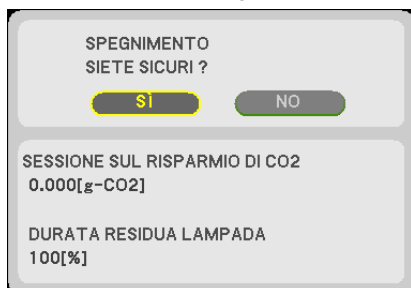 SPEGNIMENTO
SIETE SICURI ?
SÌ NO
SESSIONE SUL RISPARMIO DI CO2
0.000[g-CO2]
DURATA RESIDUA LAMPADA
100[%]